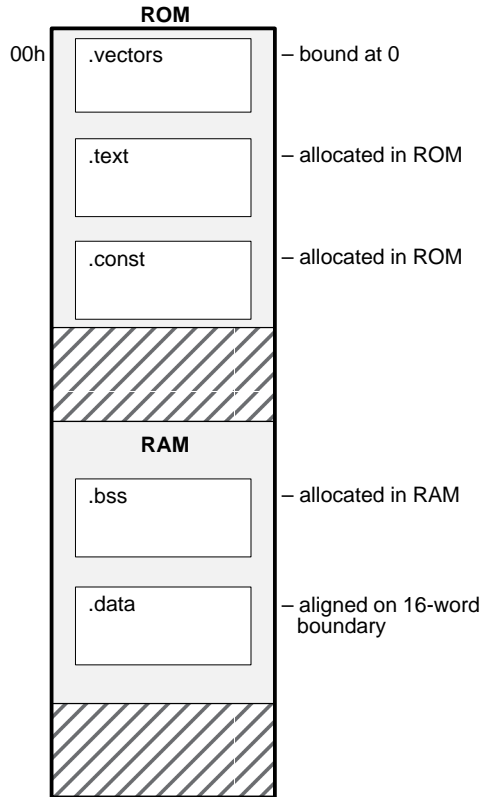 ROM
00h
.vectors
– bound at 0
.text
– allocated in ROM
.const
– allocated in ROM
RAM
.bss
– allocated in RAM
.data
– aligned on 16-word
boundary